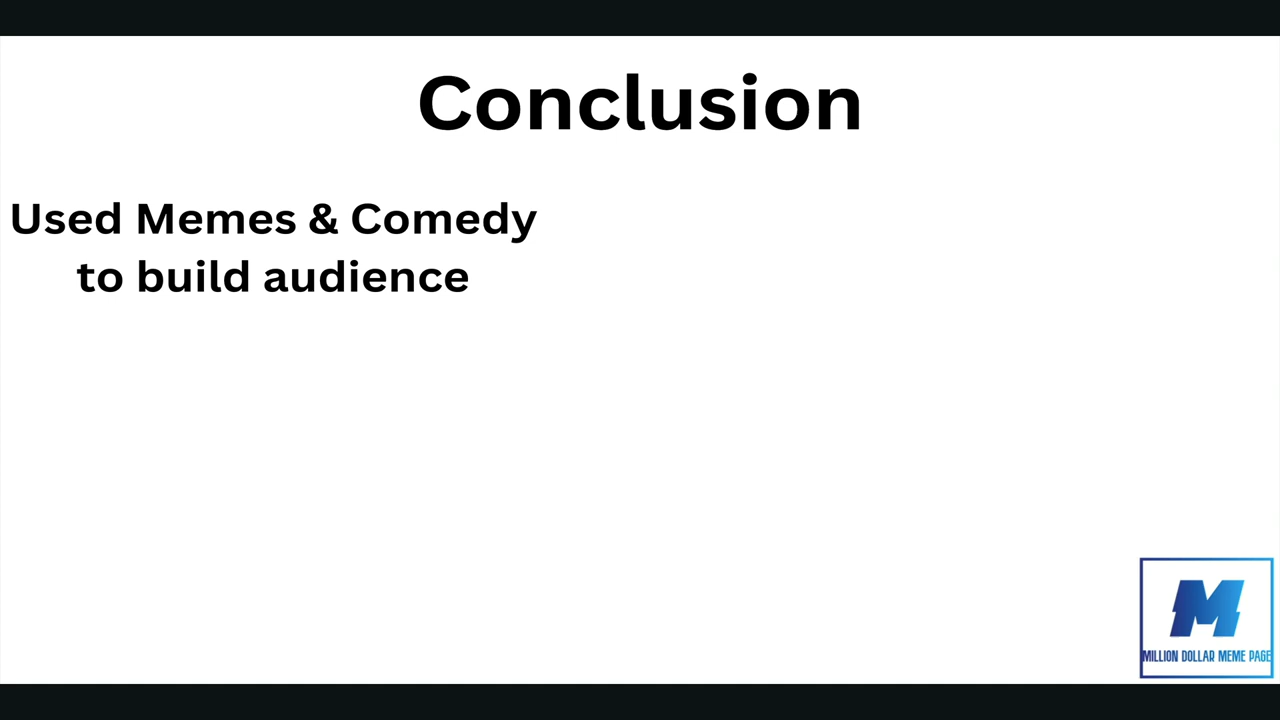 Conclusion
Used Memes & Comedy
to build audience
M
MILLION DOLLAR MEME PAGE